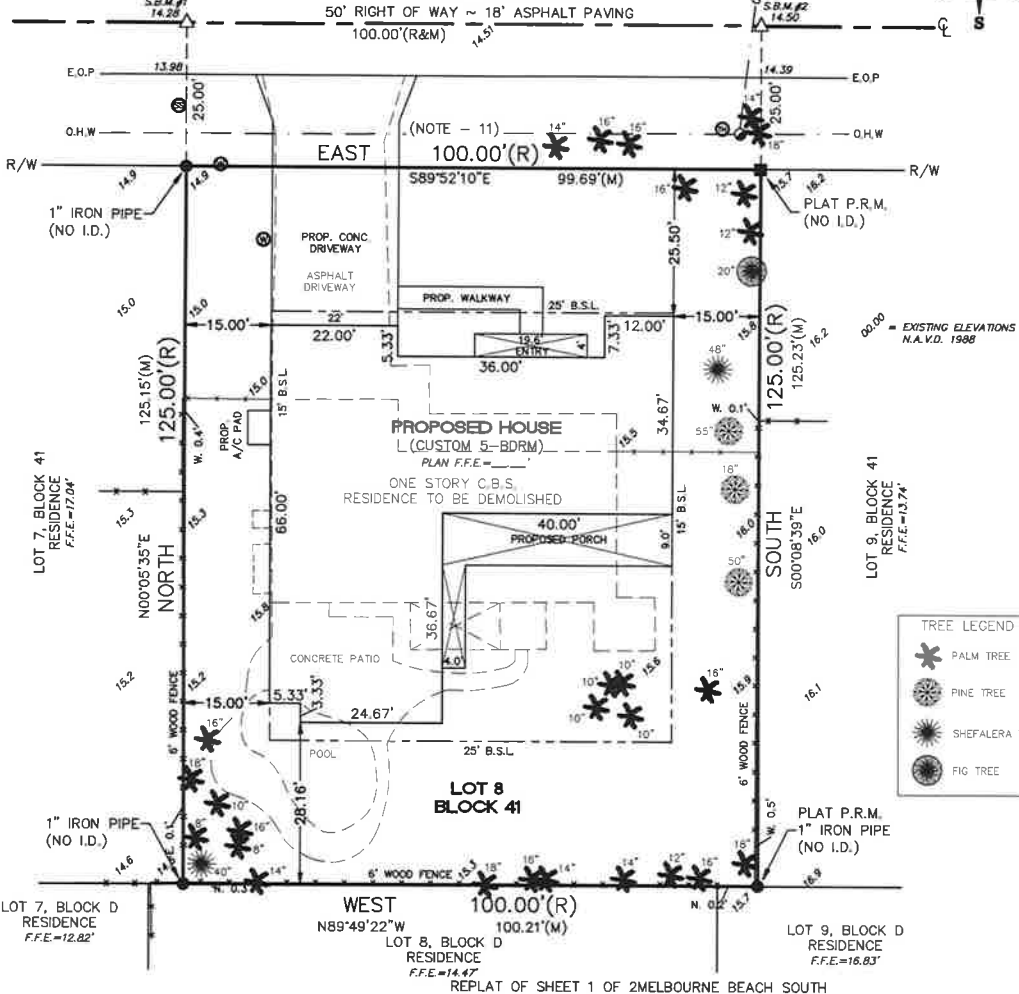 S.B.M.#1
14.28
50' RIGHT OF WAY ~ 18' ASPHALT PAVING
100.00'(R&M)
14.51
S.B.M.#2
14.50
S
E.O.P
13.98
14.39
E.O.P
25.00'
25.00'
O.H.W
(NOTE - 11)
14"
16"
16"
14"
18"
O.H.W
R/W
EAST 100.00'(R)
R/W
S89°52'10"E 99.69'(M)
14.9
14.9
15.7
16.2
1" IRON PIPE
(NO I.D.)
16"
12"
PLAT P.R.M.
(NO I.D.)
12"
20"
PROP. CONC
DRIVEWAY
ASPHALT
DRIVEWAY
25.50'
PROP. WALKWAY
25' B.S.L
15.0
15.0
15.00'
22'
22.00'
5.33'
19.6'
ENTRY
4'
36.00'
7.33'
12.00'
15.00'
15.8
16.2
00.00 = EXISTING ELEVATIONS
N.A.V.D. 1988
125.15'(M)
125.00'(R)
125.00'(R)
125.23'(M)
48"
15.0
15' B.S.L
PROP.
A/C PAD
W. 0.4'
34.67'
W. 0.1'
55"
PROPOSED HOUSE
(CUSTOM 5-BDRM)
PLAN F.F.E.=____'
15.5
ONE STORY C.B.S.
RESIDENCE TO BE DEMOLISHED
18"
LOT 7, BLOCK 41
RESIDENCE
F.F.E=17.04'
15.3
15.3
66.00'
40.00'
PROPOSED PORCH
9.0'
15' B.S.L
16.0
16.0
LOT 9, BLOCK 41
RESIDENCE
F.F.E=13.74'
N00°05'35"E
NORTH
SOUTH
S00°08'39"E
50"
15.8
36.67'
4.0'
CONCRETE PATIO
TREE LEGEND
PALM TREE
PINE TREE
SHEFALERA
FIG TREE
15.2
15.2
15.6
15.9
16.1
10"
10"
16"
10"
10"
15.00'
5.33'
3.33'
24.67'
6' WOOD FENCE
6' WOOD FENCE
16"
POOL
25' B.S.L
18"
10"
LOT 8
BLOCK 41
28.16'
1" IRON PIPE
(NO I.D.)
E. 0.1'
8"
16"
8"
W. 0.5'
PLAT P.R.M.
1" IRON PIPE
(NO I.D.)
14.6
40"
14"
6' WOOD FENCE
15.3
18"
16"
14"
14"
12"
16"
18"
16.9
WEST 100.00'(R)
N. 0.2'
15.7
N89°49'22"W 100.21'(M)
LOT 7, BLOCK D
RESIDENCE
F.F.E.=12.82'
LOT 8, BLOCK D
RESIDENCE
F.F.E=14.47'
LOT 9, BLOCK D
RESIDENCE
F.F.E=16.83'
REPLAT OF SHEET 1 OF 2MELBOURNE BEACH SOUTH